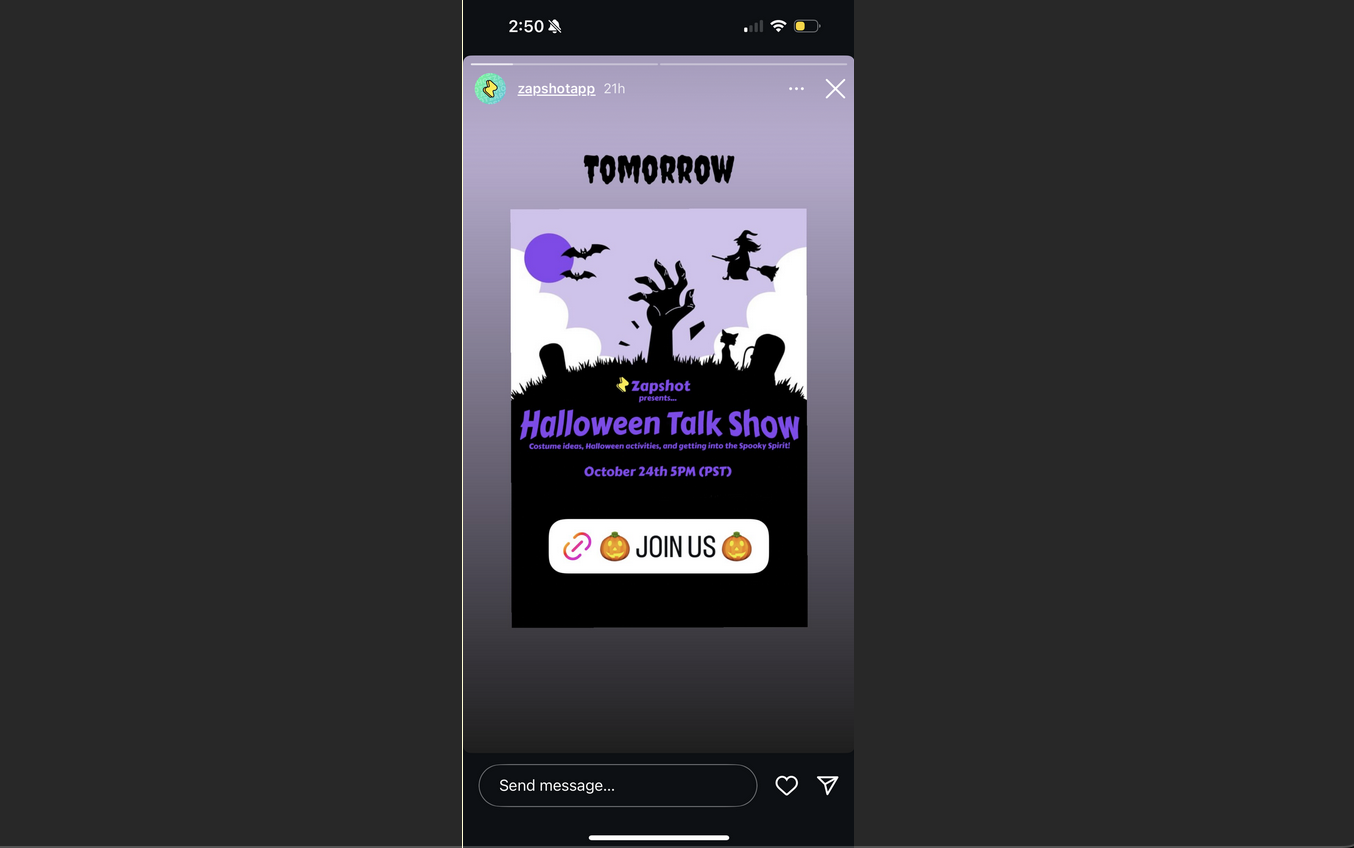 2:50
zapshotapp 21h
TOMORROW
Zapshot
presents...
Halloween Talk Show
Costume ideas, Halloween activities, and getting into the Spooky Spirit!
October 24th 5PM (PST)
JOIN US
Send message...